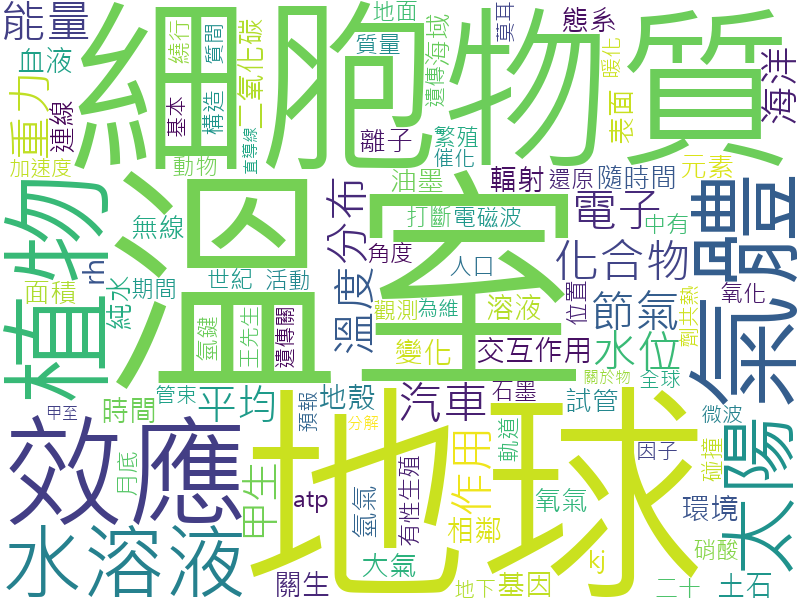 能量
細胞
物質
態系
莫耳
海洋
地面
質量
海域
遺傳
暖化
表面
繞行
質間
二氧化碳
血液
重力
連線
基本
構造
直導線
離子
繁殖
催化
加速度
動物
植物
溫室
氣體
無線
rh
純水
面積
期間
世紀
活動
氫鍵
王先生
遺傳關
分布
溫度
油墨
輻射
還原
隨時間
元素
打斷
電磁波
電子
中有
角度
人口
化合物
觀測
為維
溶液
位置
節氣
氧化
劑共熱
變化
交互作用
水位
關於物
全球
管束
甲至
時間
平均
地殼
預報
分解
汽車
石墨
試管
微波
效應
地球
太陽
月底
甲生
atp
氫氣
有性生殖
作用
相鄰
軌道
氧氣
因子
碰撞
環境
硝酸
水溶液
關生
大氣
地下
基因
kj
二十
土石